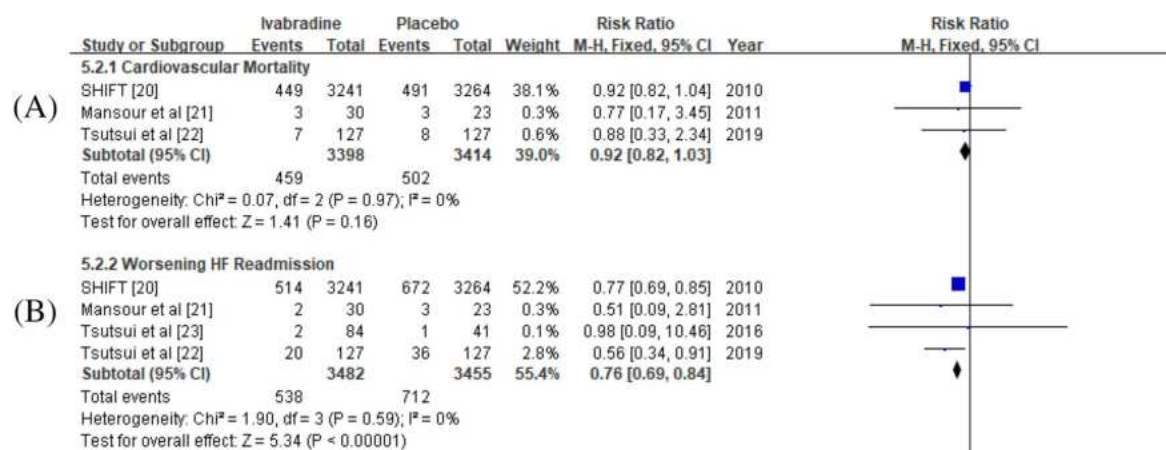 Ivabradine Placebo Risk Ratio Risk Ratio
Study or Subgroup Events Total Events Total Weight M-H, Fixed, 95% CI Year M-H, Fixed, 95% CI
(A)
5.2.1 Cardiovascular Mortality
SHIFT [20] 449 3241 491 3264 38.1% 0.92 [0.82, 1.04] 2010
Mansour et al [21] 3 30 3 23 0.3% 0.77 [0.17, 3.45] 2011
Tsutsui et al [22] 7 127 8 127 0.6% 0.88 [0.33, 2.34] 2019
Subtotal (95% CI) 3398 3414 39.0% 0.92 [0.82, 1.03]
Total events 459 502
Heterogeneity: Chi² = 0.07, df = 2 (P = 0.97); I² = 0%
Test for overall effect: Z = 1.41 (P = 0.16)
(B)
5.2.2 Worsening HF Readmission
SHIFT [20] 514 3241 672 3264 52.2% 0.77 [0.69, 0.85] 2010
Mansour et al [21] 2 30 3 23 0.3% 0.51 [0.09, 2.81] 2011
Tsutsui et al [23] 2 84 1 41 0.1% 0.98 [0.09, 10.46] 2016
Tsutsui et al [22] 20 127 36 127 2.8% 0.56 [0.34, 0.91] 2019
Subtotal (95% CI) 3482 3455 55.4% 0.76 [0.69, 0.84]
Total events 538 712
Heterogeneity: Chi² = 1.90, df = 3 (P = 0.59); I² = 0%
Test for overall effect: Z = 5.34 (P < 0.00001)